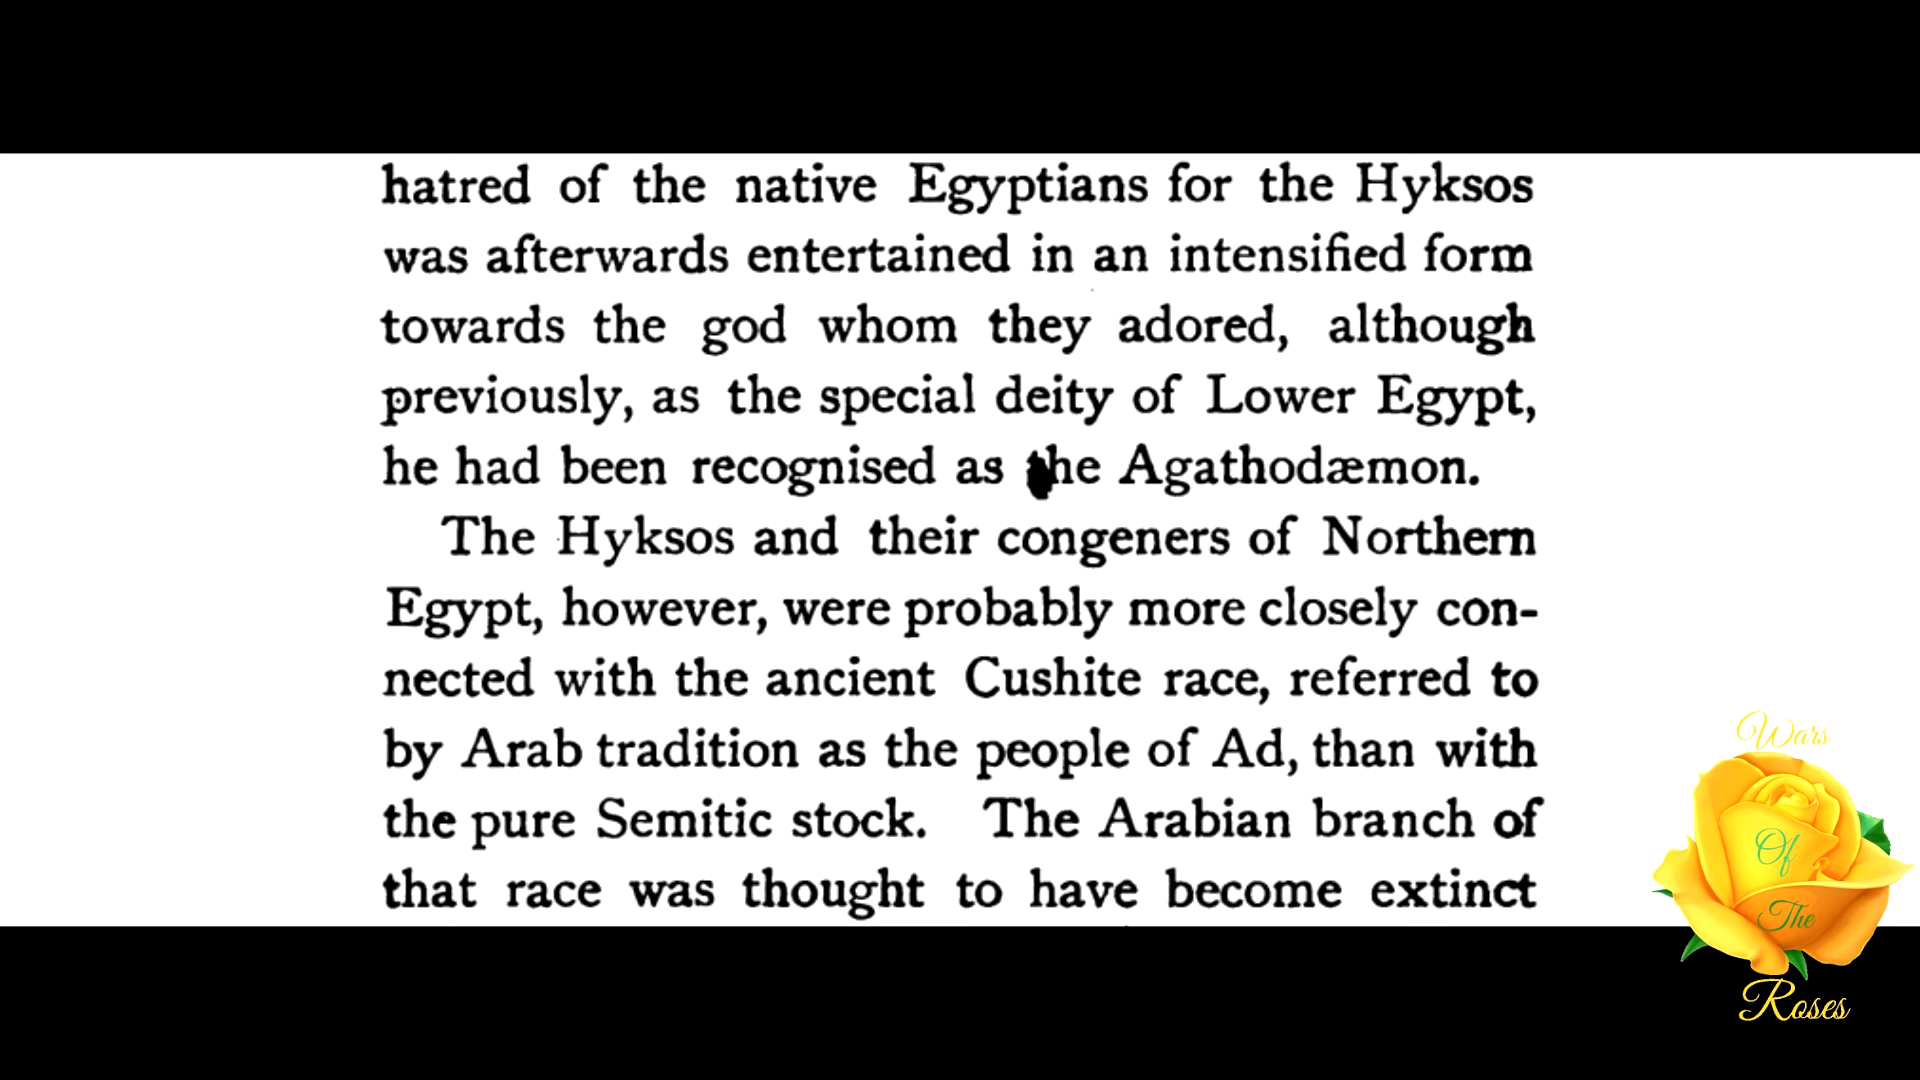 hatred of the native Egyptians for the Hyksos
was afterwards entertained in an intensified form
towards the god whom they adored, although
previously, as the special deity of Lower Egypt,
he had been recognised as the Agathodæmon.
The Hyksos and their congeners of Northern
Egypt, however, were probably more closely con-
nected with the ancient Cushite race, referred to
by Arab tradition as the people of Ad, than with
the pure Semitic stock. The Arabian branch of
that race was thought to have become extinct
Wars
Of
The
Roses